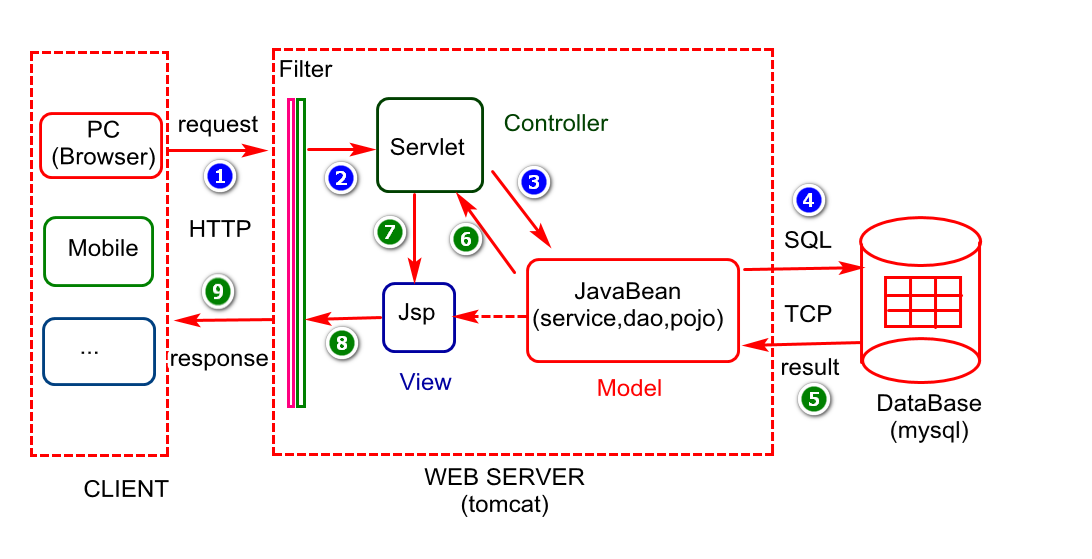 Filter
PC
(Browser)
request
1
2
Servlet
Controller
3
4
Mobile
HTTP
7
6
SQL
9
Jsp
JavaBean
(service,dao,pojo)
TCP
...
response
8
View
Model
result
5
DataBase
(mysql)
CLIENT
WEB SERVER
(tomcat)